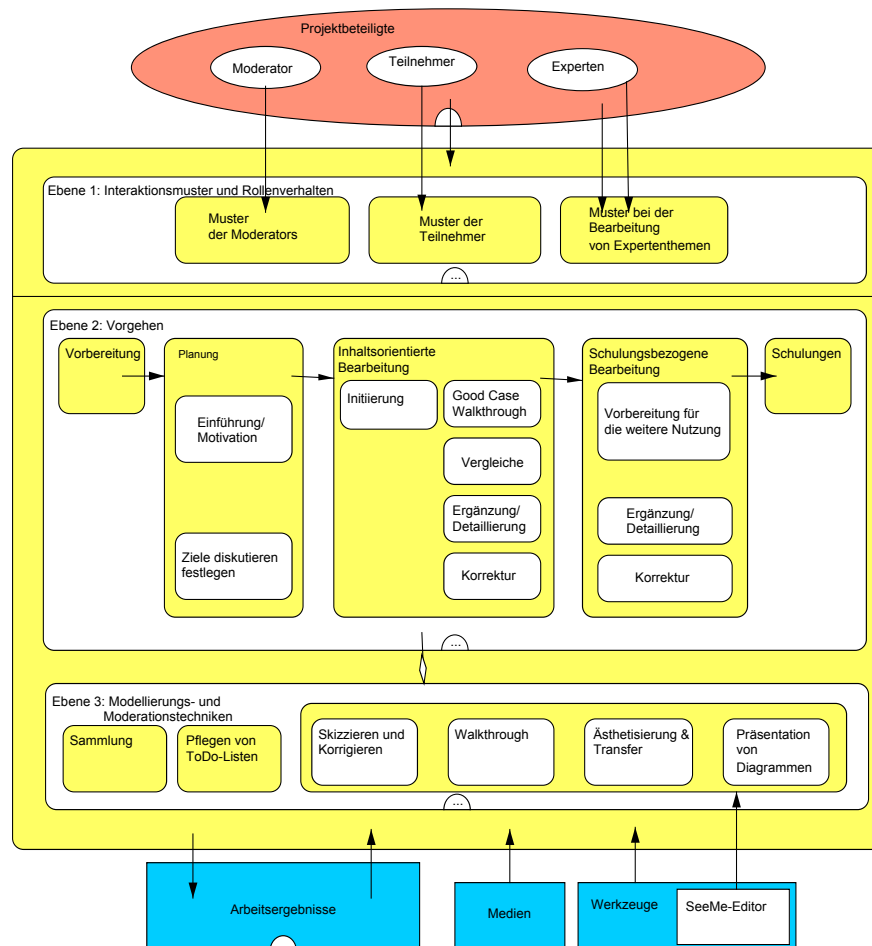 Projektbeteiligte
Moderator
Teilnehmer
Experten
Ebene 1: Interaktionsmuster und Rollenverhalten
Muster
der Moderators
Muster der
Teilnehmer
Muster bei der
Bearbeitung
von Expertenthemen
...
Ebene 2: Vorgehen
Vorbereitung
Planung
Einführung/
Motivation
Ziele diskutieren
festlegen
Inhaltsorientierte
Bearbeitung
Initiierung
Good Case
Walkthrough
Vergleiche
Ergänzung/
Detaillierung
Korrektur
Schulungsbezogene
Bearbeitung
Vorbereitung für
die weitere Nutzung
Ergänzung/
Detaillierung
Korrektur
Schulungen
...
Ebene 3: Modellierungs- und
Moderationstechniken
Sammlung
Pflegen von
ToDo-Listen
Skizzieren und
Korrigieren
Walkthrough
Ästhetisierung &
Transfer
Präsentation
von
Diagrammen
...
Arbeitsergebnisse
Medien
Werkzeuge
SeeMe-Editor